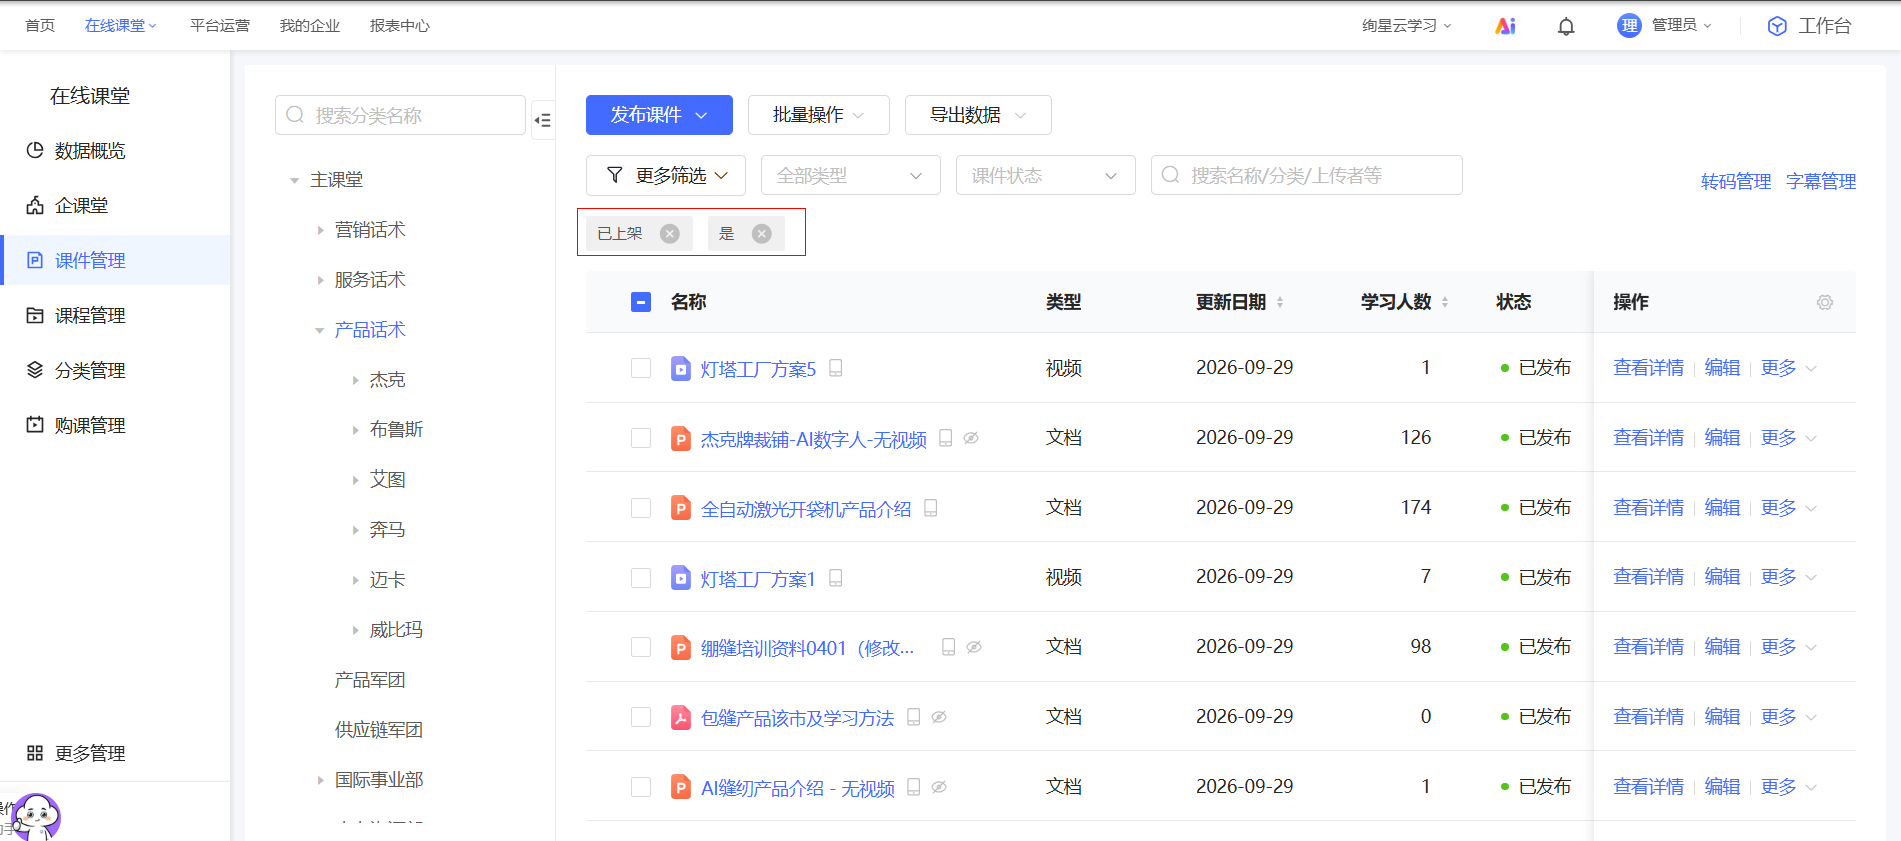 首页 在线课堂 平台运营 我的企业 报表中心 绚星云学习 Ai 理 管理员 工作台
在线课堂
数据概览
企课堂
课件管理
课程管理
分类管理
购课管理
更多管理
搜索分类名称
主课堂
营销话术
服务话术
产品话术
杰克
布鲁斯
艾图
奔马
迈卡
威比玛
产品军团
供应链军团
国际事业部
发布课件 批量操作 导出数据
更多筛选 全部类型 课件状态 搜索名称/分类/上传者等 转码管理 字幕管理
已上架 是
名称 类型 更新日期 学习人数 状态 操作
灯塔工厂方案5 视频 2026-09-29 1 已发布 查看详情 编辑 更多
杰克牌裁铺-AI数字人-无视频 文档 2026-09-29 126 已发布 查看详情 编辑 更多
全自动激光开袋机产品介绍 文档 2026-09-29 174 已发布 查看详情 编辑 更多
灯塔工厂方案1 视频 2026-09-29 7 已发布 查看详情 编辑 更多
绷缝培训资料0401（修改... 文档 2026-09-29 98 已发布 查看详情 编辑 更多
包缝产品该市及学习方法 文档 2026-09-29 0 已发布 查看详情 编辑 更多
AI缝纫产品介绍 - 无视频 文档 2026-09-29 1 已发布 查看详情 编辑 更多